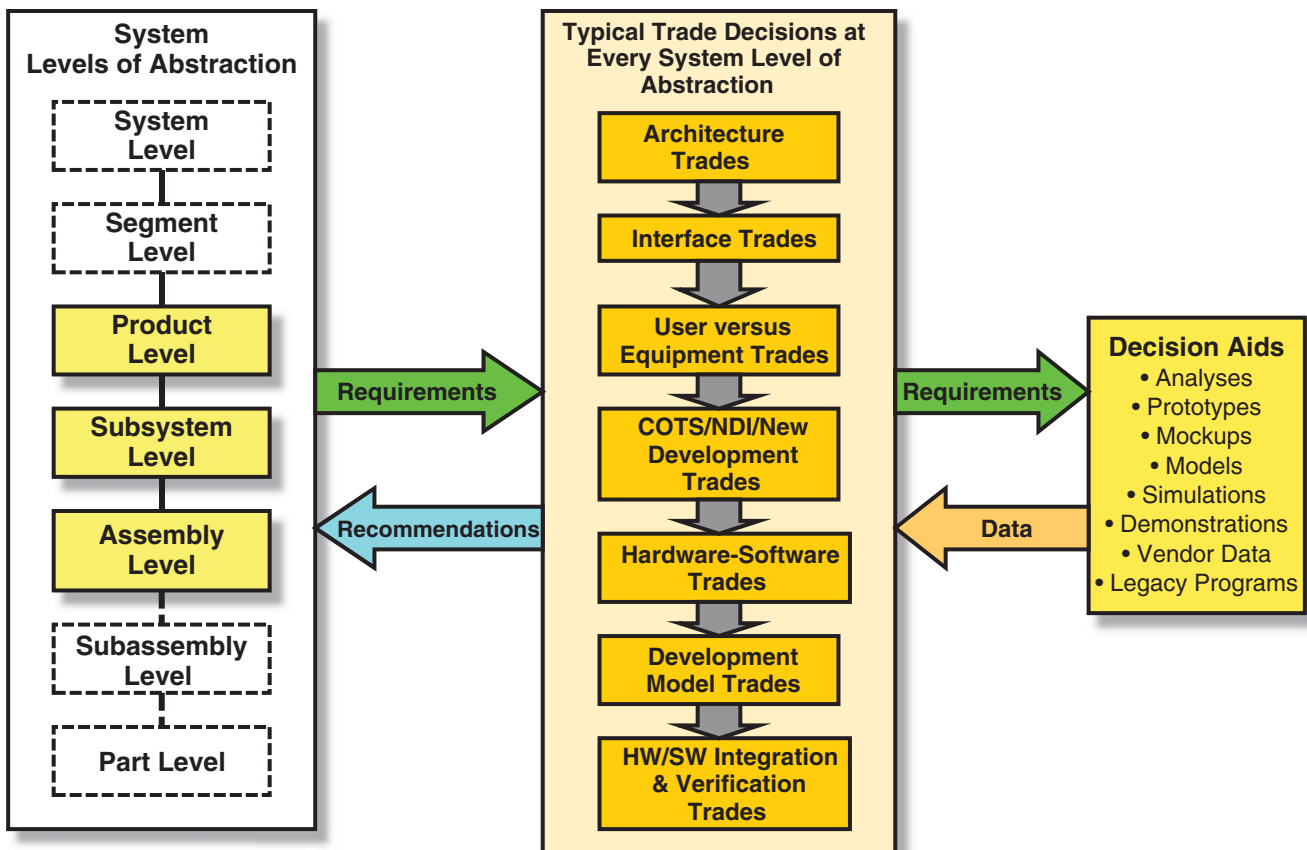 System
Levels of Abstraction
System
Level
Segment
Level
Product
Level
Subsystem
Level
Assembly
Level
Subassembly
Level
Part Level
Requirements
Recommendations
Typical Trade Decisions at
Every System Level of
Abstraction
Architecture
Trades
Interface Trades
User versus
Equipment Trades
COTS/NDI/New
Development
Trades
Hardware-Software
Trades
Development
Model Trades
HW/SW Integration
& Verification
Trades
Requirements
Data
Decision Aids
• Analyses
• Prototypes
• Mockups
• Models
• Simulations
• Demonstrations
• Vendor Data
• Legacy Programs